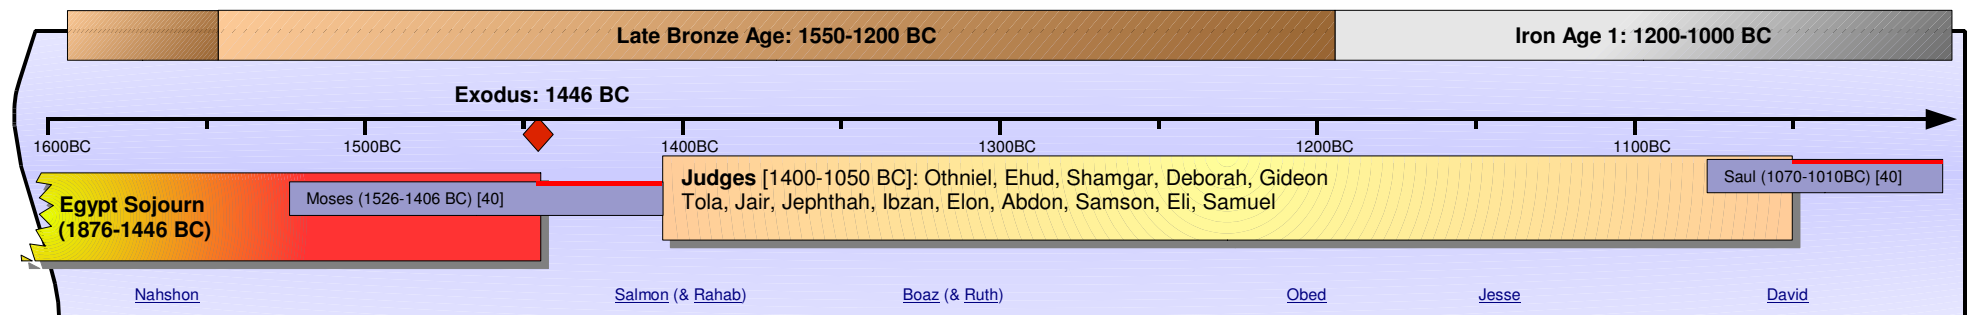 Late Bronze Age: 1550-1200 BC
Iron Age 1: 1200-1000 BC
Exodus: 1446 BC
1600BC
1500BC
1400BC
1300BC
1200BC
1100BC
Egypt Sojourn
(1876-1446 BC)
Moses (1526-1406 BC) [40]
Judges [1400-1050 BC]: Othniel, Ehud, Shamgar, Deborah, Gideon
Tola, Jair, Jephthah, Ibzan, Elon, Abdon, Samson, Eli, Samuel
Saul (1070-1010BC) [40]
Nahshon
Salmon (& Rahab)
Boaz (& Ruth)
Obed
Jesse
David